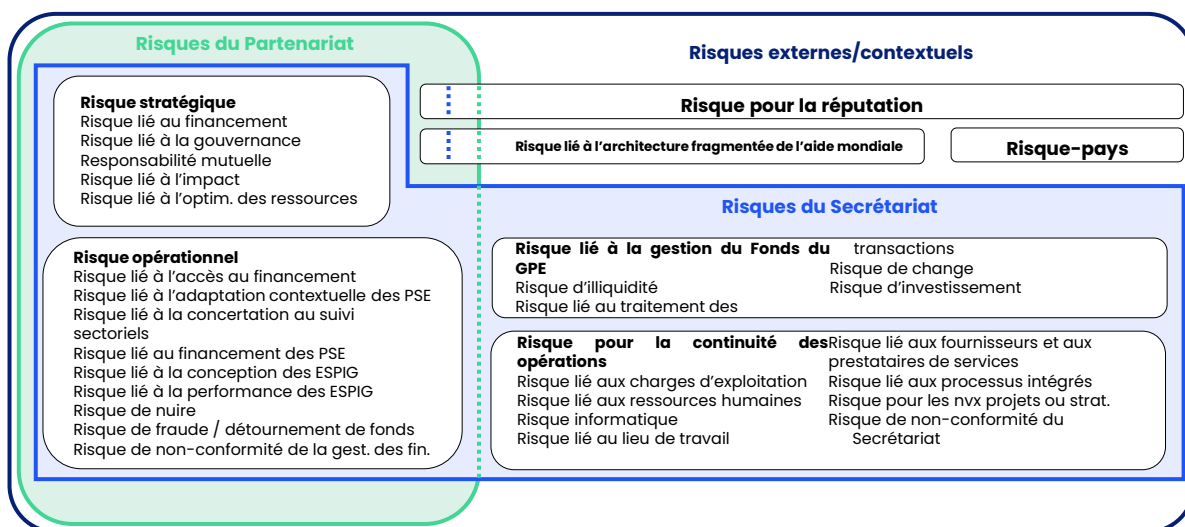 Risques du Partenariat
Risques externes/contextuels
Risque stratégique
Risque lié au financement
Risque lié à la gouvernance
Responsabilité mutuelle
Risque lié à l'impact
Risque lié à l'optim. des ressources
Risque pour la réputation
Risque lié à l'architecture fragmentée de l'aide mondiale
Risque-pays
Risques du Secrétariat
Risque opérationnel
Risque lié à l'accès au financement
Risque lié à l'adaptation contextuelle des PSE
Risque lié à la concertation au suivi
sectoriels
Risque lié au financement des PSE
Risque lié à la conception des ESPIG
Risque lié à la performance des ESPIG
Risque de nuire
Risque de fraude / détournement de fonds
Risque de non-conformité de la gest. des fin.
Risque lié à la gestion du Fonds du
GPE
Risque d'illiquidité
Risque lié au traitement des
transactions
Risque de change
Risque d'investissement
Risque pour la continuité des
opérations
Risque lié aux charges d'exploitation
Risque lié aux ressources humaines
Risque informatique
Risque lié au lieu de travail
Risque lié aux fournisseurs et aux
prestataires de services
Risque lié aux processus intégrés
Risque pour les nvx projets ou strat.
Risque de non-conformité du
Secrétariat